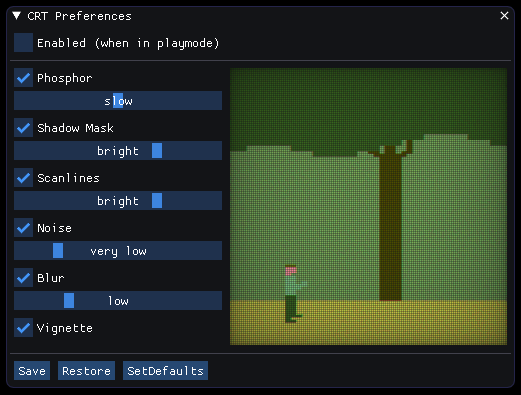 CRT Preferences
Enabled (when in playmode)
Phosphor
slow
Shadow Mask
bright
Scanlines
bright
Noise
very low
Blur
low
Vignette
Save Restore SetDefaults